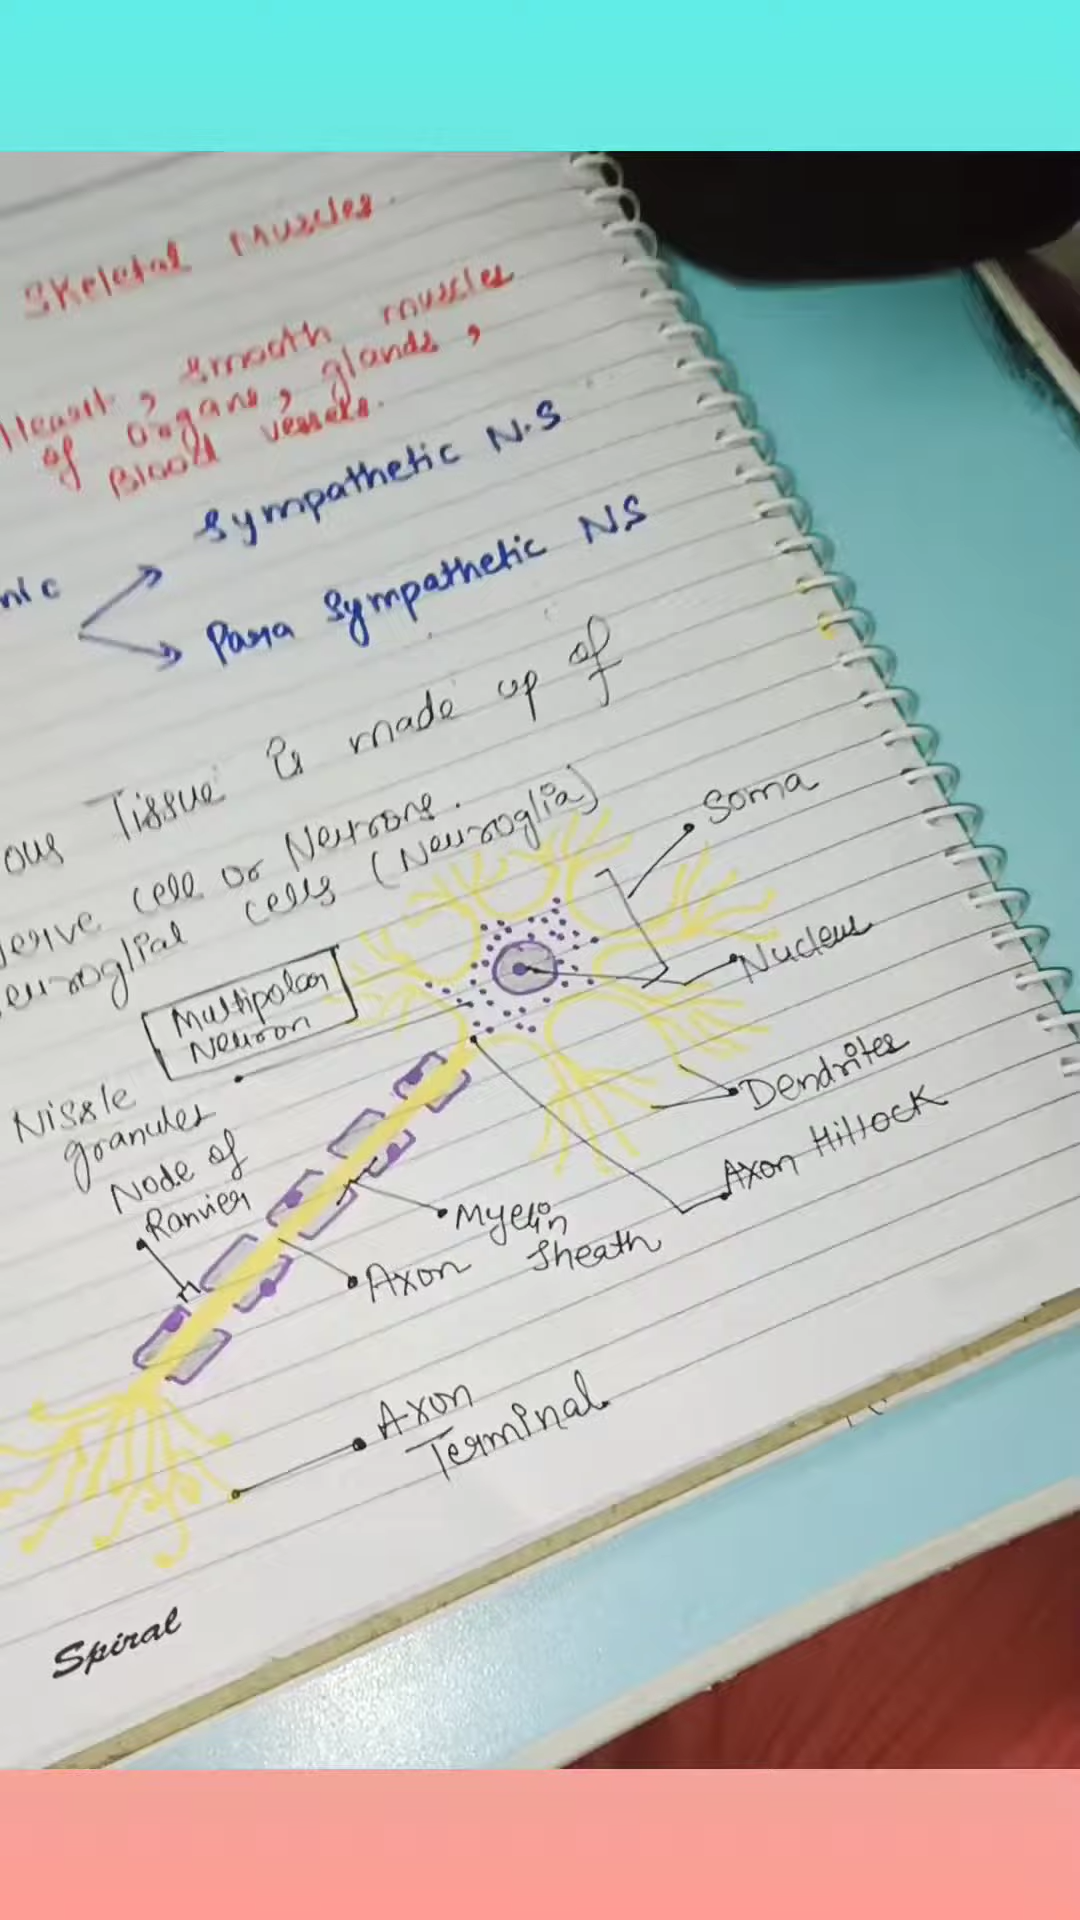 Skeletal Muscles.
Heart, smooth muscles
of organs, glands,
Blood vessels.
Sympathetic N.S
Para Sympathetic NS
Tissue is made up of
cell or Neurons.
cells (Neuroglia)
Soma
Multipolar
Neuron
Nucleus
Nissle
granules
Dendrites
Node of
Ranvier
Axon Hillock
Myelin
Sheath
Axon
Axon
Terminal
Spiral